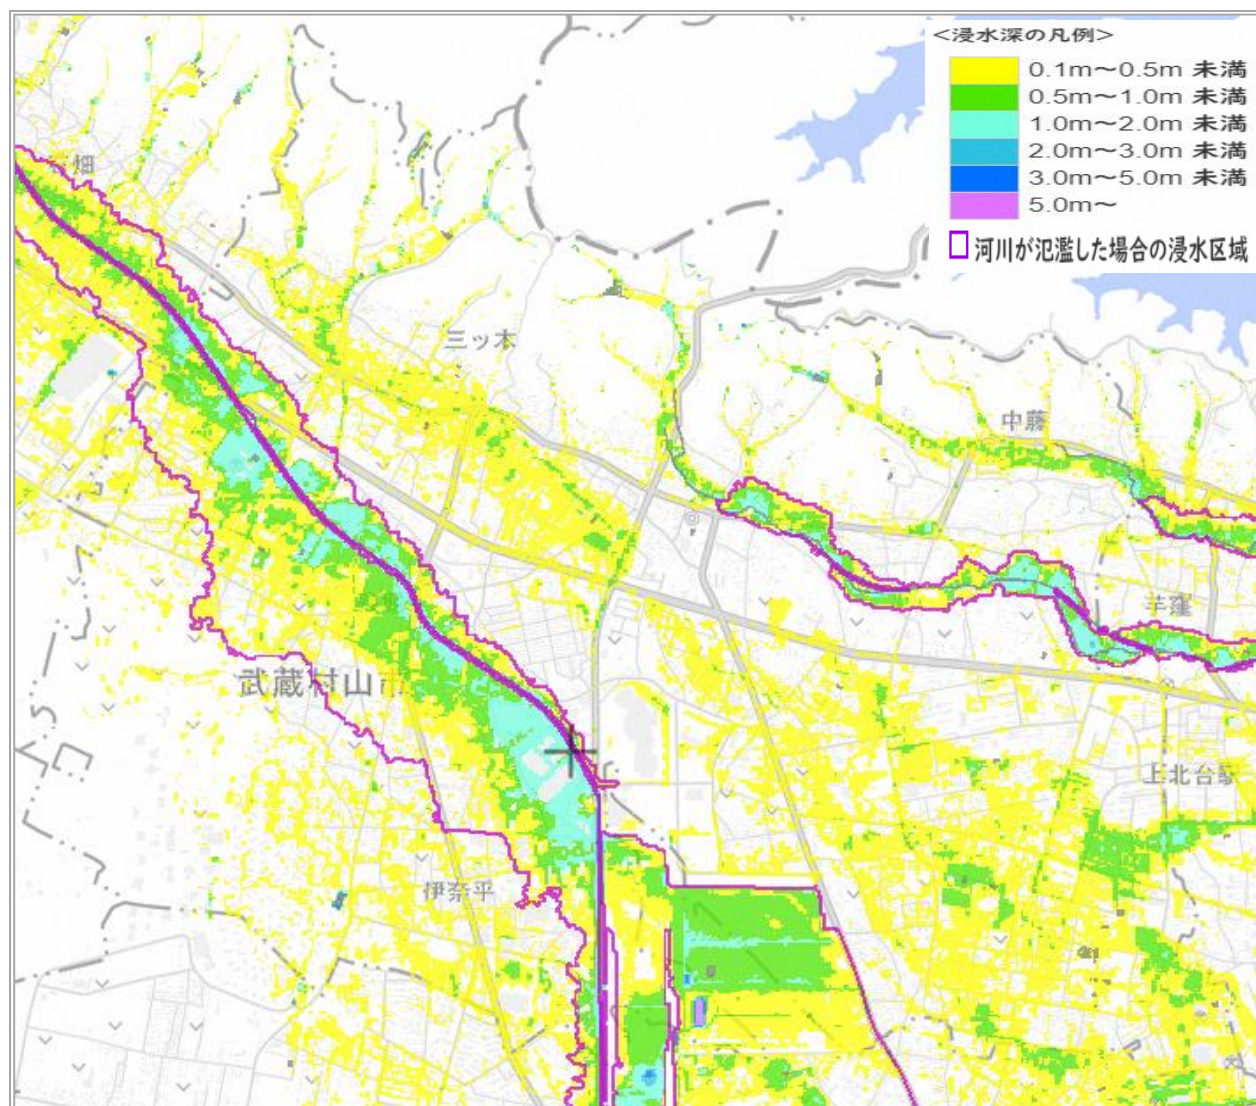 <浸水深の凡例>
0.1m～0.5m 未満
0.5m～1.0m 未満
1.0m～2.0m 未満
2.0m～3.0m 未満
3.0m～5.0m 未満
5.0m～
河川が氾濫した場合の浸水区域
畑
三ッ木
中藤
芋窪
武蔵村山市
上北台駅
伊奈平